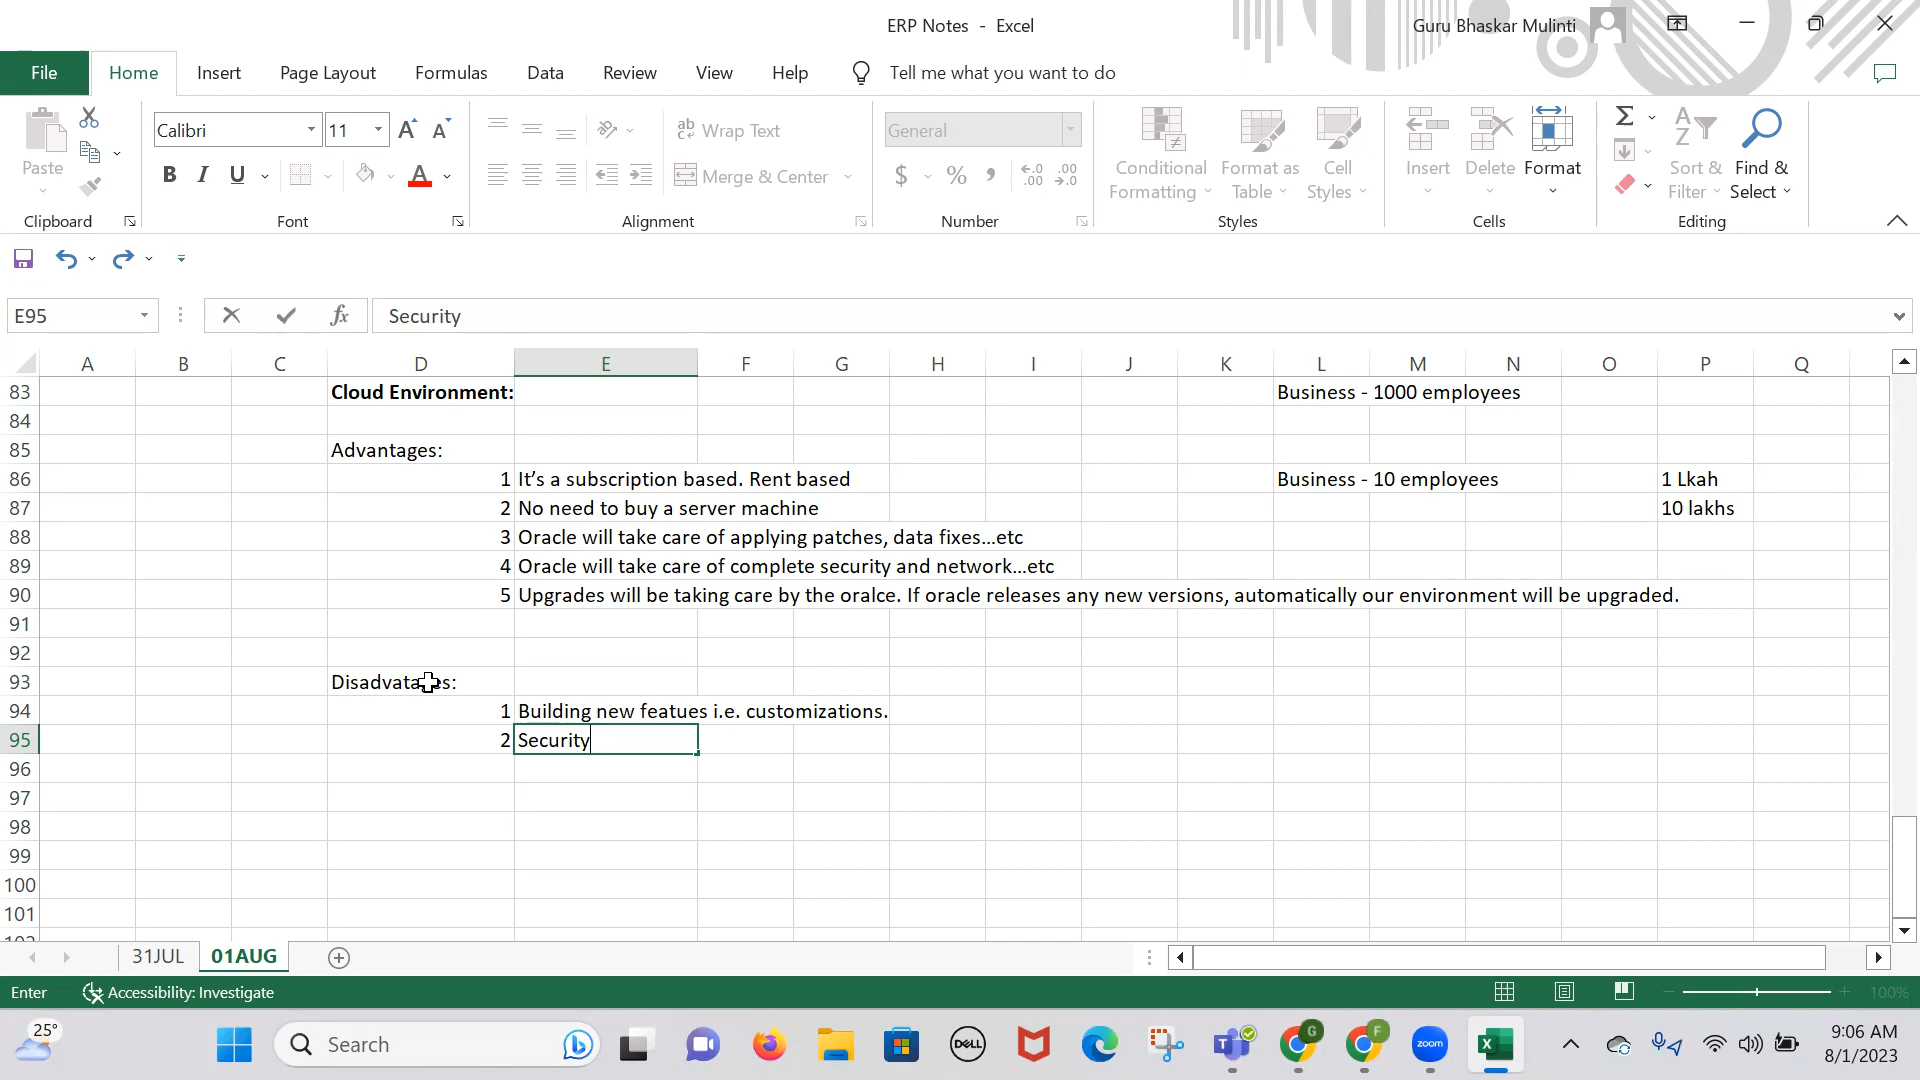 ERP Notes - Excel
Guru Bhaskar Mulinti
File Home Insert Page Layout Formulas Data Review View Help Tell me what you want to do
Paste
Clipboard
Calibri 11
B I U
Font
Wrap Text
Merge & Center
Alignment
General
$ % ,
Number
Conditional Formatting
Format as Table
Cell Styles
Styles
Insert Delete Format
Cells
Sort & Filter
Find & Select
Editing
E95 fx Security
A B C D E F G H I J K L M N O P Q
83 Cloud Environment: Business - 1000 employees
84
85 Advantages:
86 1 It’s a subscription based. Rent based Business - 10 employees 1 Lkah
87 2 No need to buy a server machine 10 lakhs
88 3 Oracle will take care of applying patches, data fixes…etc
89 4 Oracle will take care of complete security and network…etc
90 5 Upgrades will be taking care by the oralce. If oracle releases any new versions, automatically our environment will be upgraded.
91
92
93
94 1 Building new featues i.e. customizations.
95 2 Security
96
97
98
99
100
101
31JUL 01AUG
Enter Accessibility: Investigate 100%
25° Search DELL zoom 9:06 AM
8/1/2023